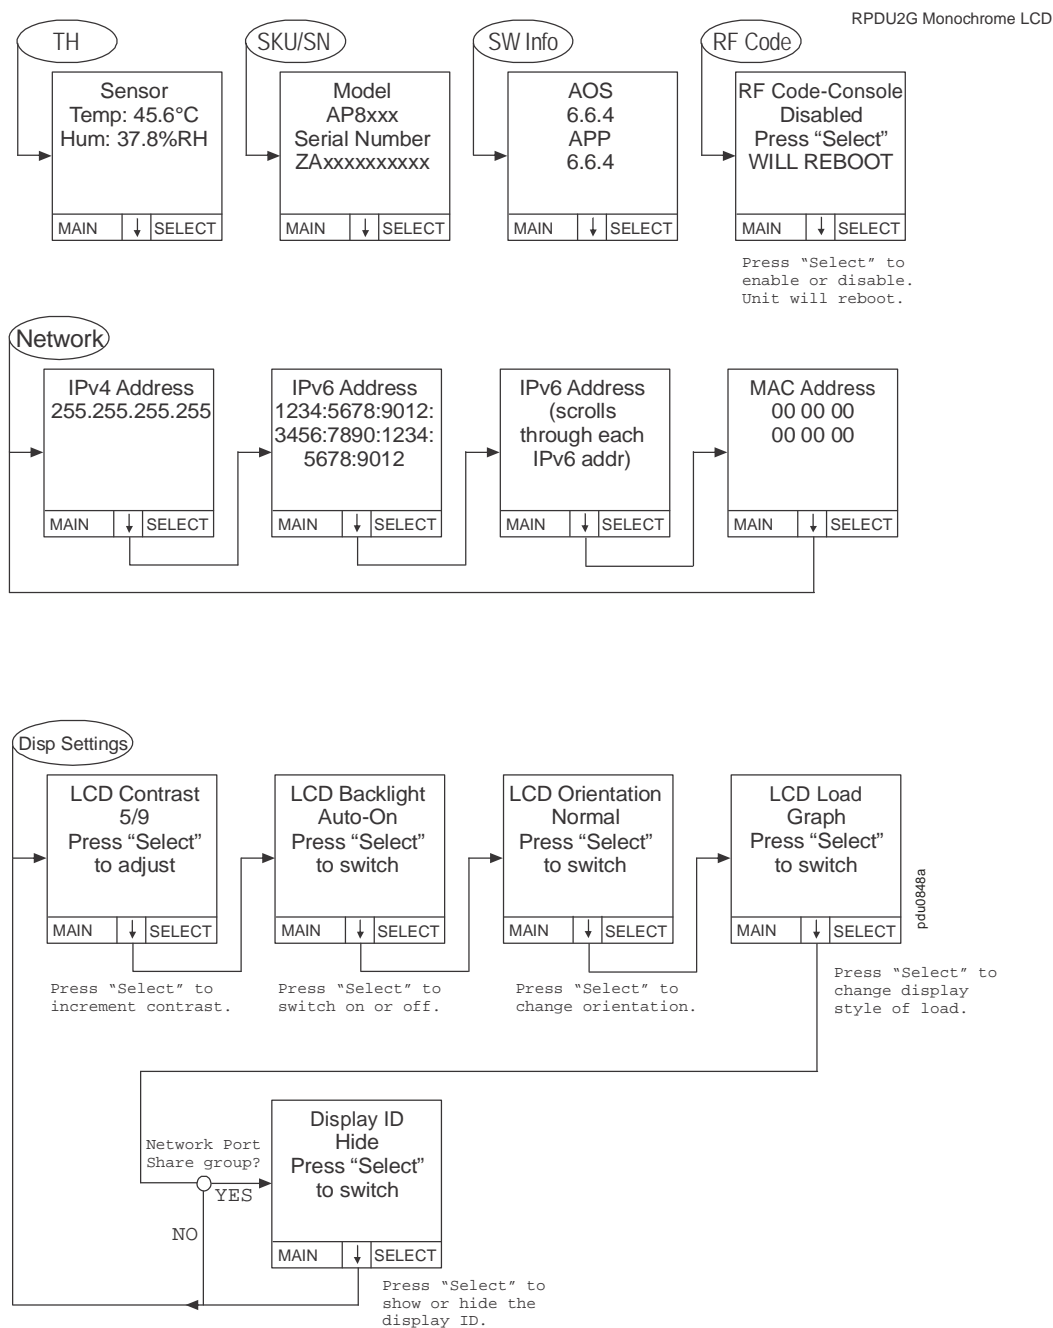 RPDU2G Monochrome LCD
TH
Sensor
Temp: 45.6°C
Hum: 37.8%RH
MAIN ↓ SELECT
SKU/SN
Model
AP8xxx
Serial Number
ZAxxxxxxxxxx
MAIN ↓ SELECT
SW Info
AOS
6.6.4
APP
6.6.4
MAIN ↓ SELECT
RF Code
RF Code-Console
Disabled
Press “Select”
WILL REBOOT
MAIN ↓ SELECT
Press “Select” to
enable or disable.
Unit will reboot.
Network
IPv4 Address
255.255.255.255
MAIN ↓ SELECT
IPv6 Address
1234:5678:9012:
3456:7890:1234:
5678:9012
MAIN ↓ SELECT
IPv6 Address
(scrolls
through each
IPv6 addr)
MAIN ↓ SELECT
MAC Address
00 00 00
00 00 00
MAIN ↓ SELECT
Disp Settings
LCD Contrast
5/9
Press “Select”
to adjust
MAIN ↓ SELECT
Press “Select” to
increment contrast.
LCD Backlight
Auto-On
Press “Select”
to switch
MAIN ↓ SELECT
Press “Select” to
switch on or off.
LCD Orientation
Normal
Press “Select”
to switch
MAIN ↓ SELECT
Press “Select” to
change orientation.
LCD Load
Graph
Press “Select”
to switch
MAIN ↓ SELECT
Press “Select” to
change display
style of load.
pdu0848a
Network Port
Share group?
YES
NO
Display ID
Hide
Press “Select”
to switch
MAIN ↓ SELECT
Press “Select” to
show or hide the
display ID.